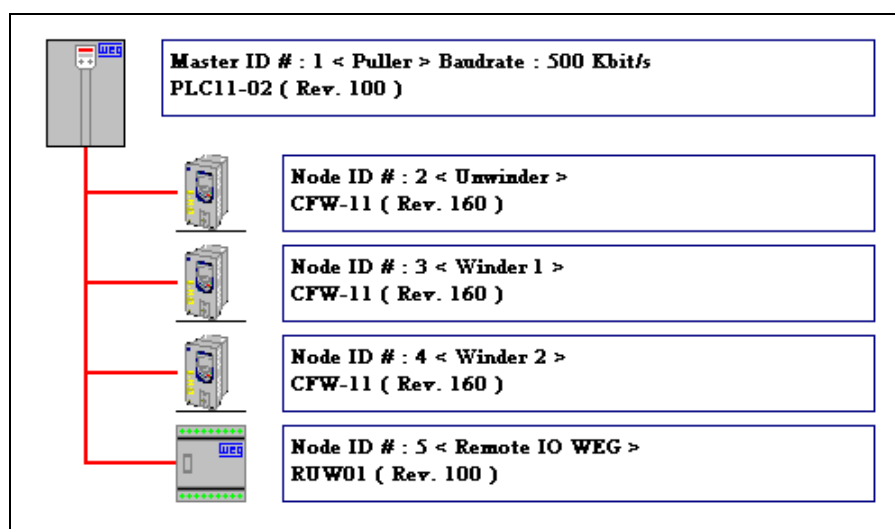 weg
Master ID # : 1 < Puller > Baudrate : 500 Kbit/s
PLC11-02 ( Rev. 100 )
Node ID # : 2 < Unwinder >
CFW-11 ( Rev. 160 )
Node ID # : 3 < Winder 1 >
CFW-11 ( Rev. 160 )
Node ID # : 4 < Winder 2 >
CFW-11 ( Rev. 160 )
weg
Node ID # : 5 < Remote IO WEG >
RUW01 ( Rev. 100 )